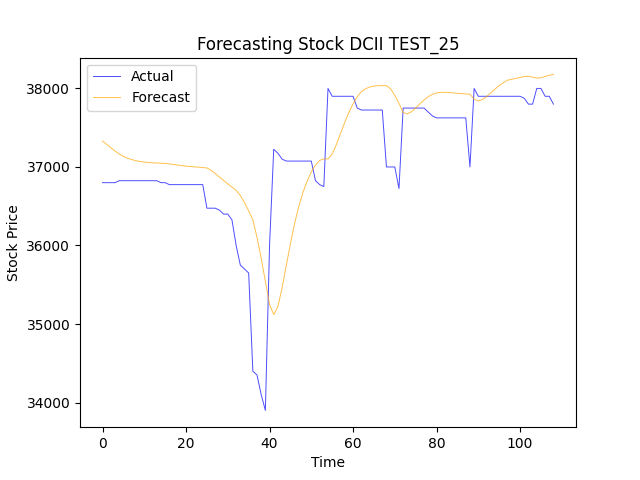 Forecasting Stock DCII TEST_25
Actual
Forecast
38000
37000
36000
35000
34000
Stock Price
0 20 40 60 80 100
Time